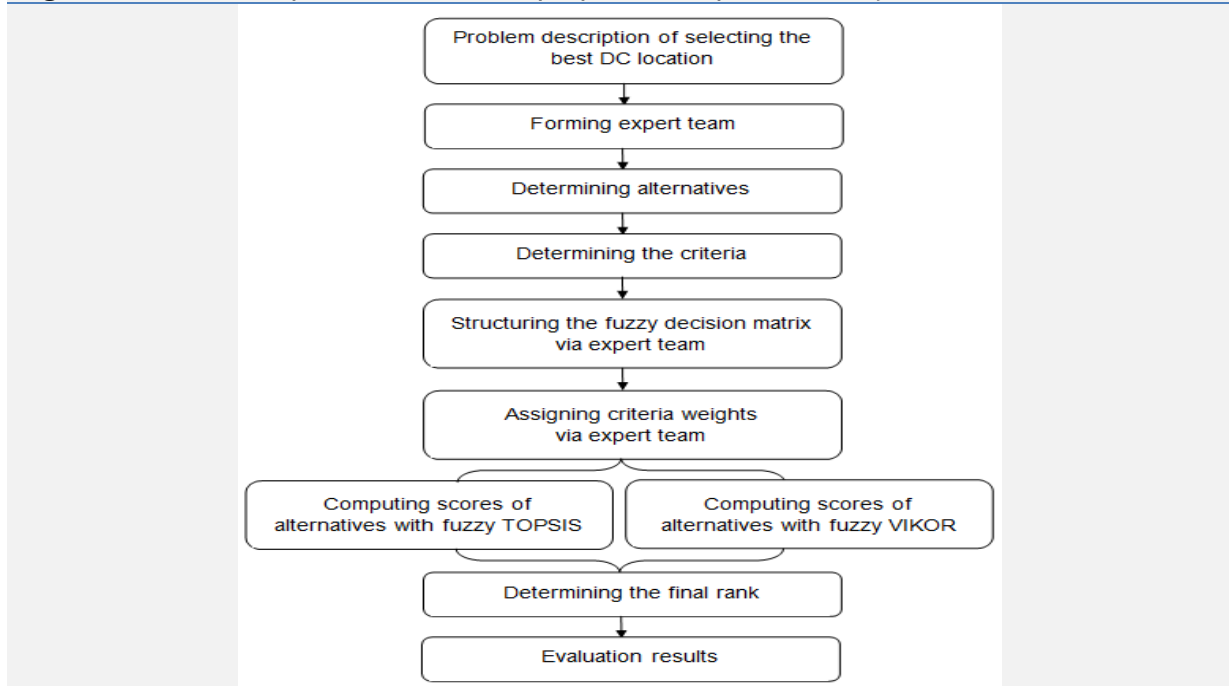 Problem description of selecting the
best DC location
Forming expert team
Determining alternatives
Determining the criteria
Structuring the fuzzy decision matrix
via expert team
Assigning criteria weights
via expert team
Computing scores of
alternatives with fuzzy TOPSIS
Computing scores of
alternatives with fuzzy VIKOR
Determining the final rank
Evaluation results